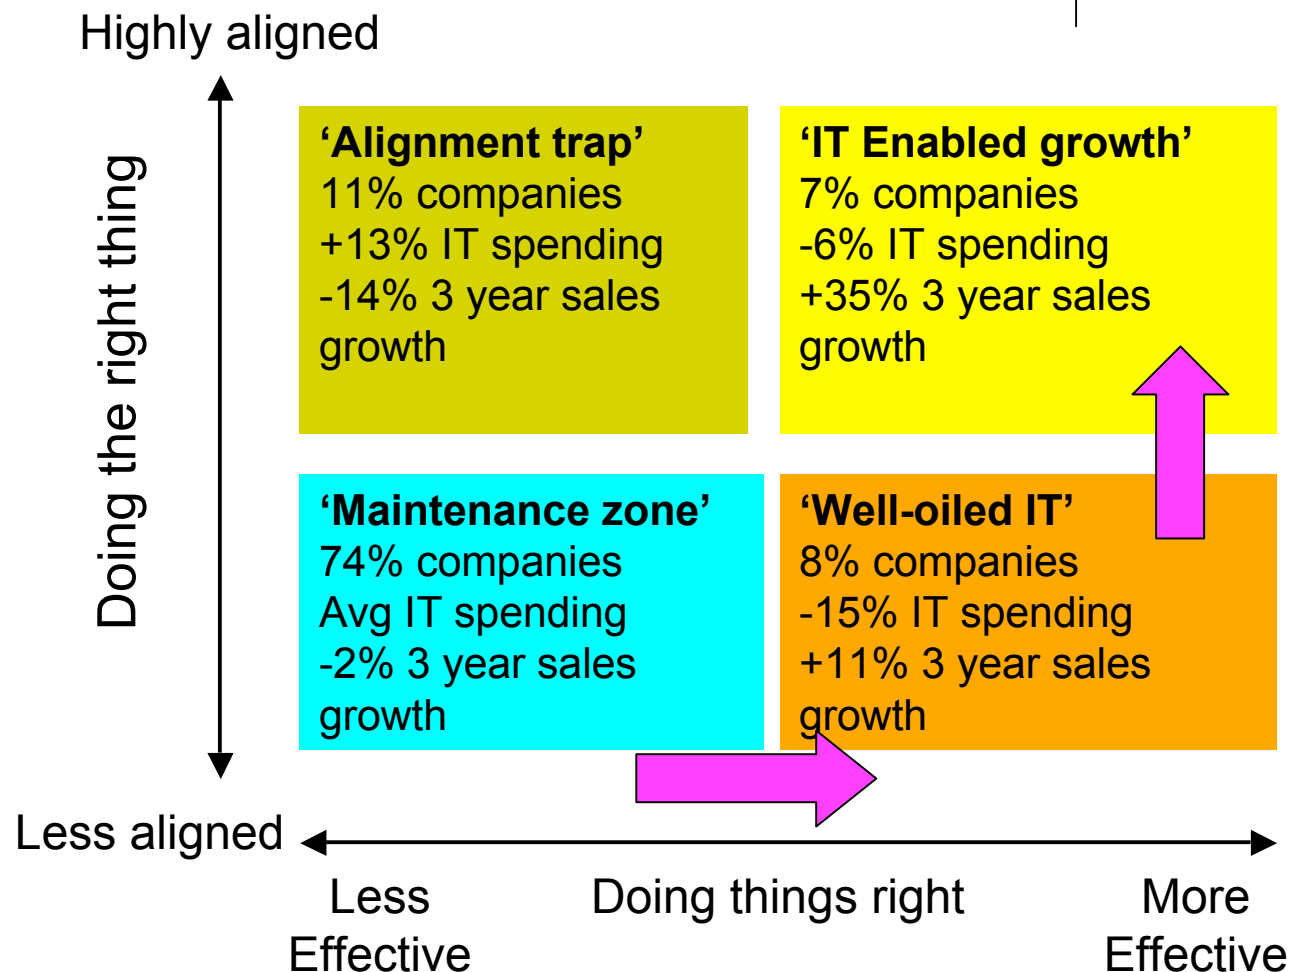 Highly aligned
Doing the right thing
‘Alignment trap’
11% companies
+13% IT spending
-14% 3 year sales
growth
‘IT Enabled growth’
7% companies
-6% IT spending
+35% 3 year sales
growth
‘Maintenance zone’
74% companies
Avg IT spending
-2% 3 year sales
growth
‘Well-oiled IT’
8% companies
-15% IT spending
+11% 3 year sales
growth
Less aligned
Less
Effective
Doing things right
More
Effective